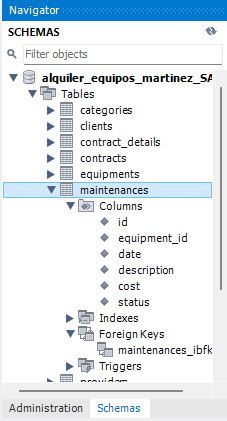 Navigator
SCHEMAS
Filter objects
alquiler_equipos_martinez_SA
Tables
categories
clients
contract_details
contracts
equipments
maintenances
Columns
id
equipment_id
date
description
cost
status
Indexes
Foreign Keys
maintenances_ibfk
Triggers
Administration Schemas